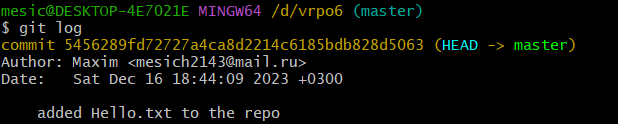 mesic@DESKTOP-4E7021E MINGW64 /d/vrpo6 (master)
$ git log
commit 5456289fd72727a4ca8d2214c6185bdb828d5063 (HEAD -> master)
Author: Maxim <mesich2143@mail.ru>
Date:   Sat Dec 16 18:44:09 2023 +0300

    added Hello.txt to the repo